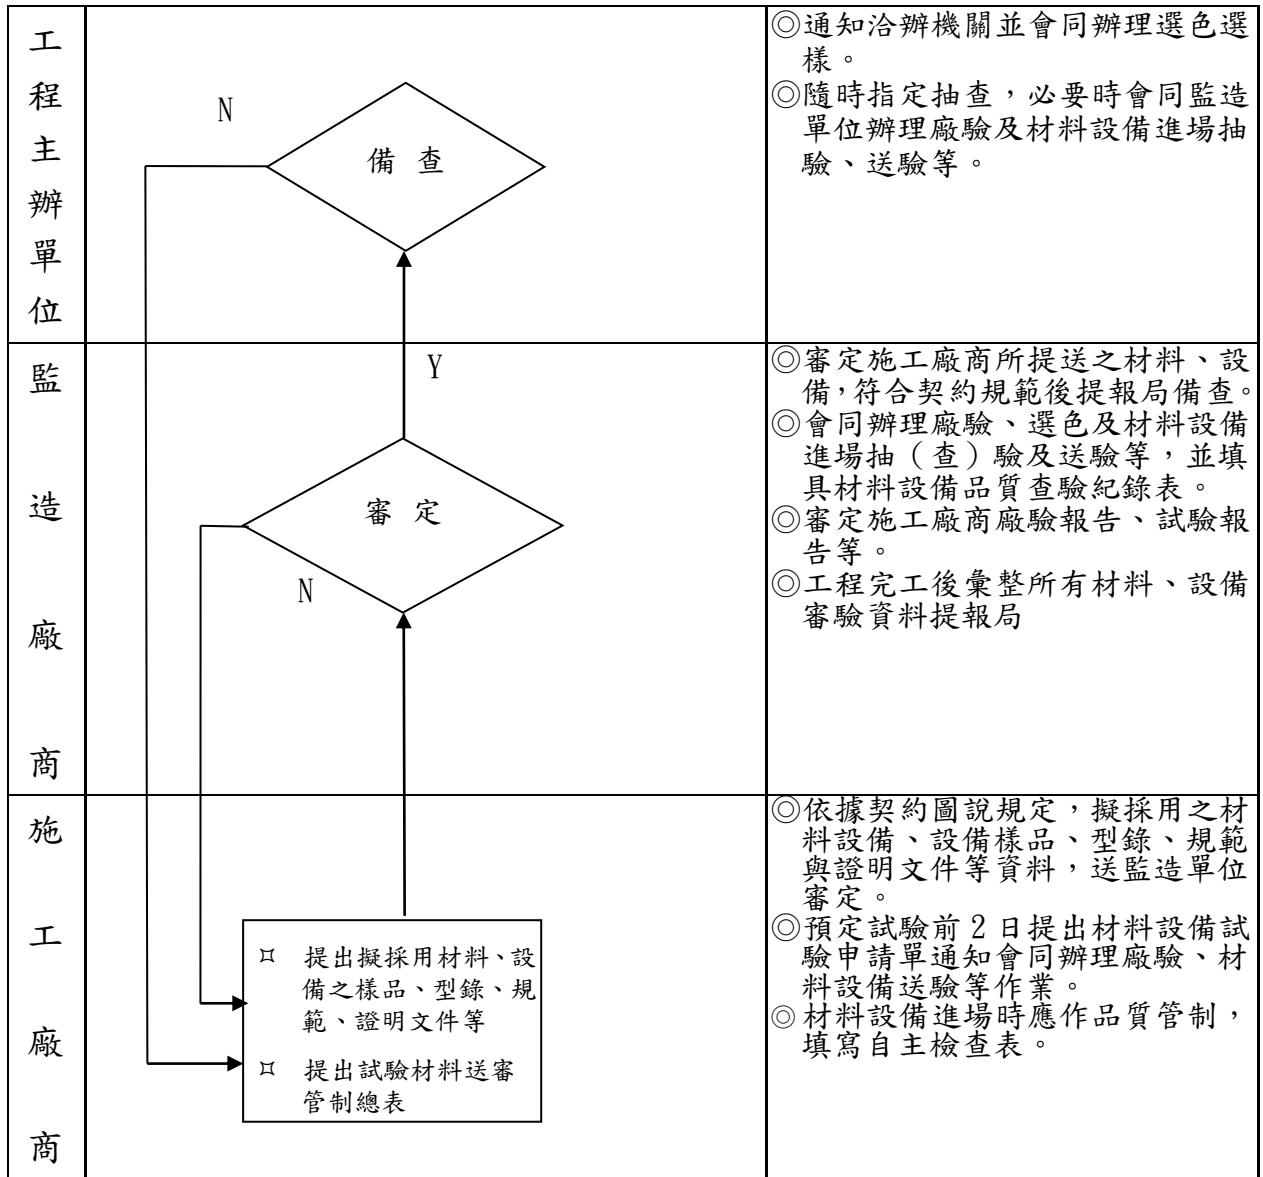 工程主辦單位
N
備 查
◎通知洽辦機關並會同辦理選色選
樣。
◎隨時指定抽查，必要時會同監造
單位辦理廠驗及材料設備進場抽
驗、送驗等。
監造廠商
Y
審 定
N
◎審定施工廠商所提送之材料、設
備，符合契約規範後提報局備查。
◎會同辦理廠驗、選色及材料設備
進場抽（查）驗及送驗等，並填
具材料設備品質查驗紀錄表。
◎審定施工廠商廠驗報告、試驗報
告等。
◎工程完工後彙整所有材料、設備
審驗資料提報局
施工廠商
¤ 提出擬採用材料、設
備之樣品、型錄、規
範、證明文件等
¤ 提出試驗材料送審
管制總表
◎依據契約圖說規定，擬採用之材
料設備、設備樣品、型錄、規範
與證明文件等資料，送監造單位
審定。
◎預定試驗前2日提出材料設備試
驗申請單通知會同辦理廠驗、材
料設備送驗等作業。
◎材料設備進場時應作品質管制，
填寫自主檢查表。